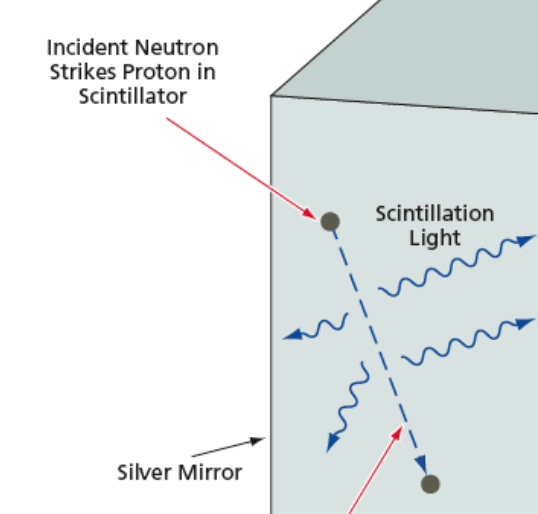 Incident Neutron
Strikes Proton in
Scintillator
Scintillation
Light
Silver Mirror